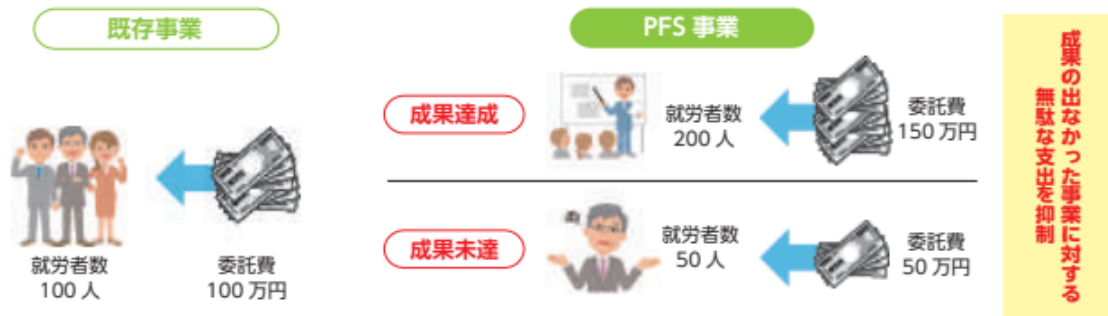 既存事業
就労者数
100 人
委託費
100 万円
PFS 事業
成果達成
就労者数
200 人
委託費
150 万円
成果未達
就労者数
50 人
委託費
50 万円
成果の出なかった事業に対する
無駄な支出を抑制